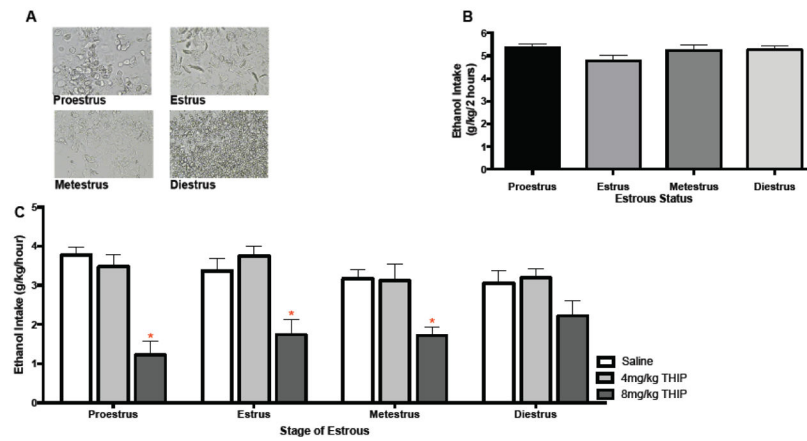 A
Proestrus
Estrus
Metestrus
Diestrus
B
Ethanol Intake
(g/kg/2 hours)
6
5
4
3
2
1
0
Proestrus
Estrus
Metestrus
Diestrus
Estrous Status
C
Ethanol Intake (g/kg/hour)
5
4
3
2
1
0
*
*
*
Proestrus
Estrus
Metestrus
Diestrus
Stage of Estrous
Saline
4mg/kg THIP
8mg/kg THIP